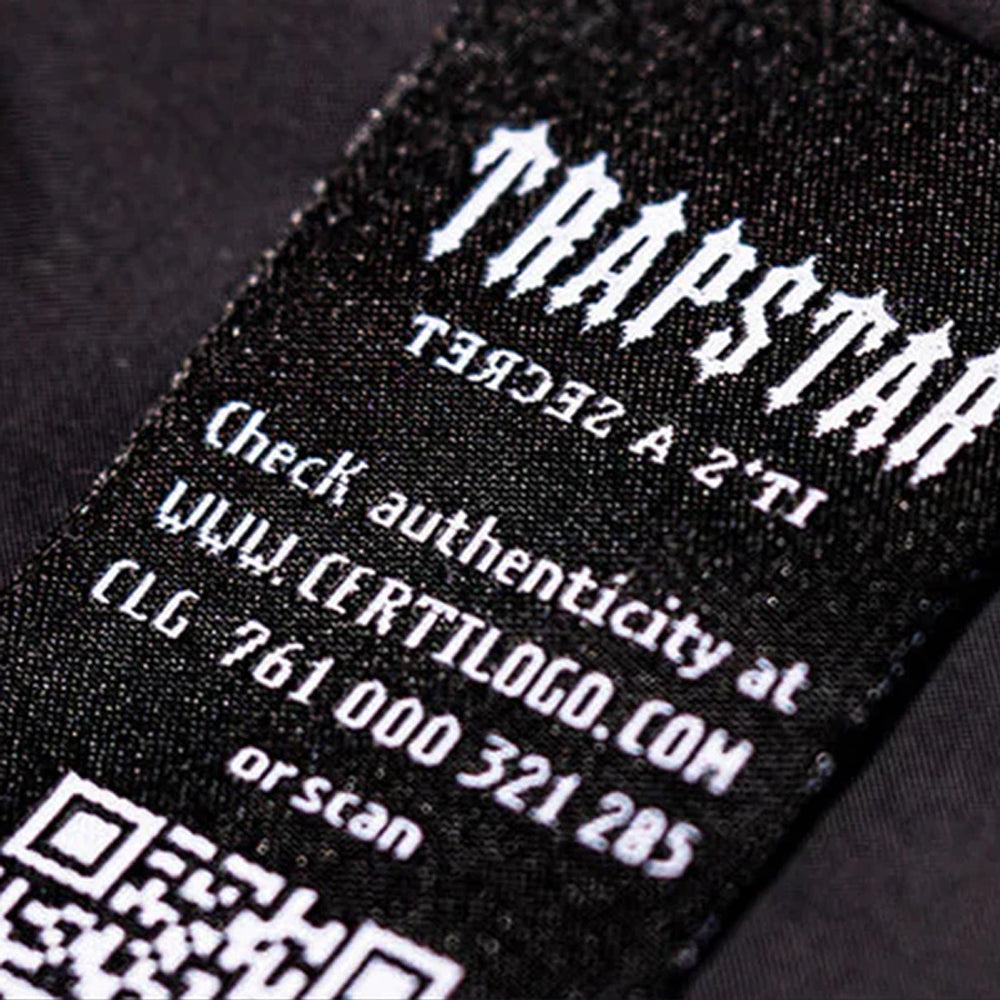 TRAPSTAR
IT'S A SECRET
Check authenticity at
WWW.CERTILOGO.COM
CLG 761 000 321 285
or scan